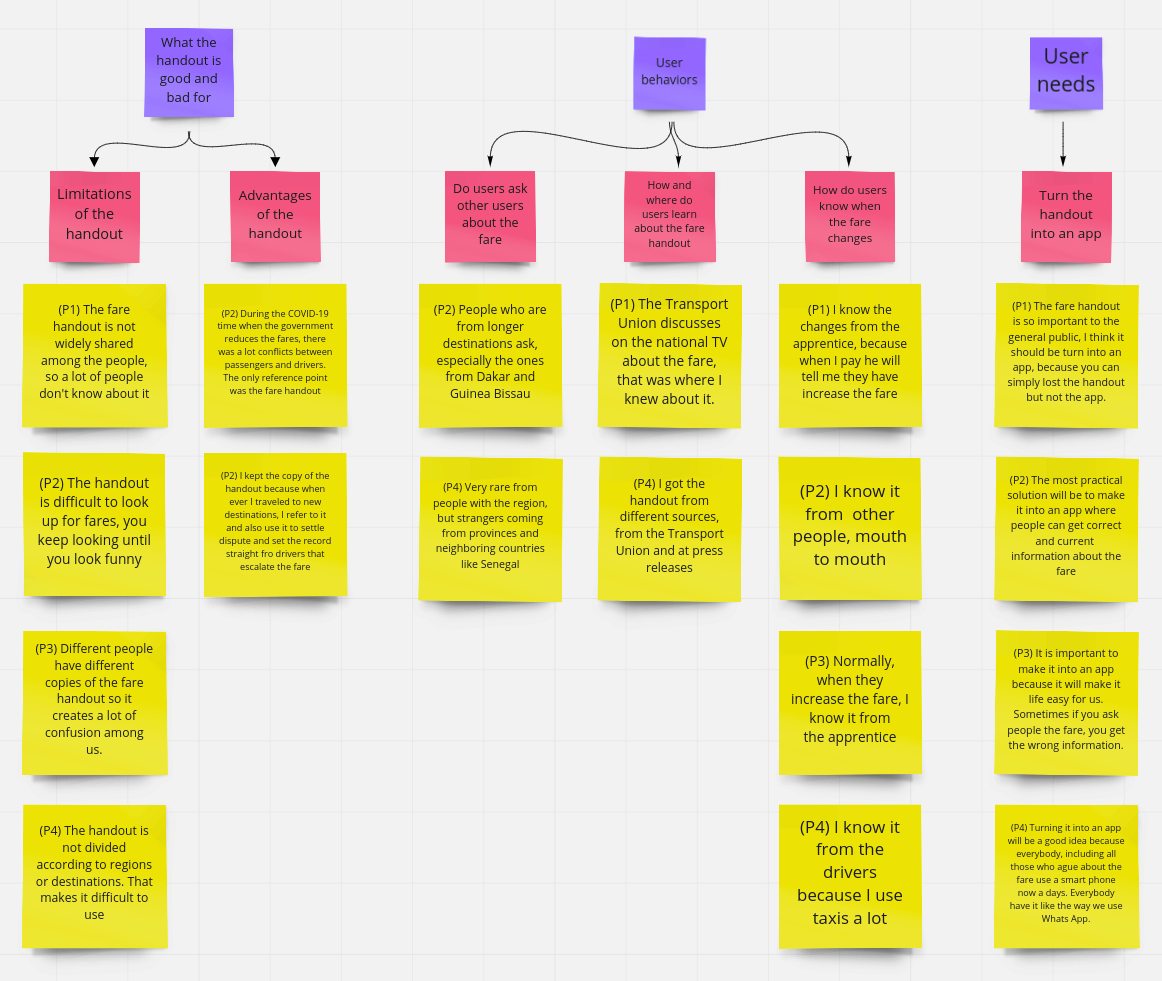 What the
handout is
good and
bad for
User
behaviors
User
needs
Limitations
of the
handout
Advantages
of the
handout
Do users ask
other users
about the
fare
How and
where do
users learn
about the fare
handout
How do users
know when
the fare
changes
Turn the
handout
into an app
(P1) The fare
handout is not
widely shared
among the people,
so a lot of people
don't know about it
(P2) During the COVID-19
time when the government
reduces the fares, there
was a lot conflicts between
passengers and drivers.
The only reference point
was the fare handout
(P2) People who are
from longer
destinations ask,
especially the ones
from Dakar and
Guinea Bissau
(P1) The Transport
Union discusses
on the national TV
about the fare,
that was where I
knew about it.
(P1) I know the
changes from the
apprentice, because
when I pay he will
tell me they have
increase the fare
(P1) The fare handout
is so important to the
general public, I think it
should be turn into an
app, because you can
simply lost the handout
but not the app.
(P2) The handout
is difficult to look
up for fares, you
keep looking until
you look funny
(P2) I kept the copy of the
handout because when
ever I traveled to new
destinations, I refer to it
and also use it to settle
dispute and set the record
straight fro drivers that
escalate the fare
(P4) Very rare from
people with the region,
but strangers coming
from provinces and
neighboring countries
like Senegal
(P4) I got the
handout from
different sources,
from the Transport
Union and at press
releases
(P2) I know it
from other
people, mouth
to mouth
(P2) The most practical
solution will be to make
it into an app where
people can get correct
and current
information about the
fare
(P3) Different people
have different
copies of the fare
handout so it
creates a lot of
confusion among
us.
(P3) Normally,
when they
increase the fare, I
know it from
the apprentice
(P3) It is important to
make it into an app
because it will make it
life easy for us.
Sometimes if you ask
people the fare, you get
the wrong information.
(P4) The handout is
not divided
according to regions
or destinations. That
makes it difficult to
use
(P4) I know it
from the
drivers
because I use
taxis a lot
(P4) Turning it into an app
will be a good idea because
everybody, including all
those who ague about the
fare use a smart phone
now a days. Everybody
have it like the way we use
Whats App.